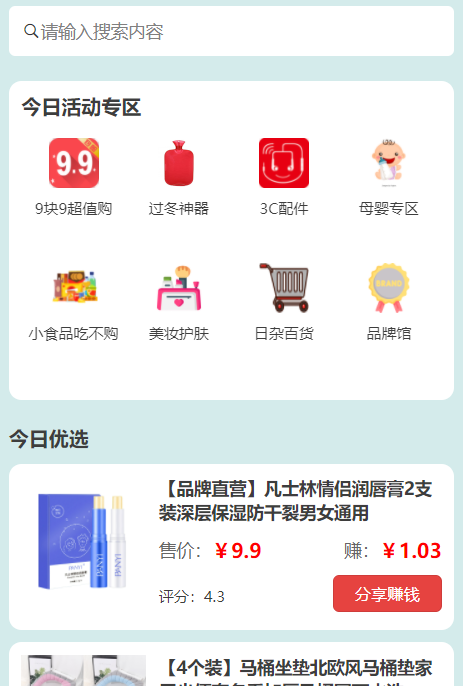 请输入搜索内容
今日活动专区
9.9
9块9超值购
过冬神器
3C配件
母婴专区
BRAND
小食品吃不购
美妆护肤
日杂百货
品牌馆
今日优选
【品牌直营】凡士林情侣润唇膏2支
装深层保湿防干裂男女通用
售价：￥9.9
赚：￥1.03
评分：4.3
分享赚钱
【4个装】马桶坐垫北欧风马桶垫家